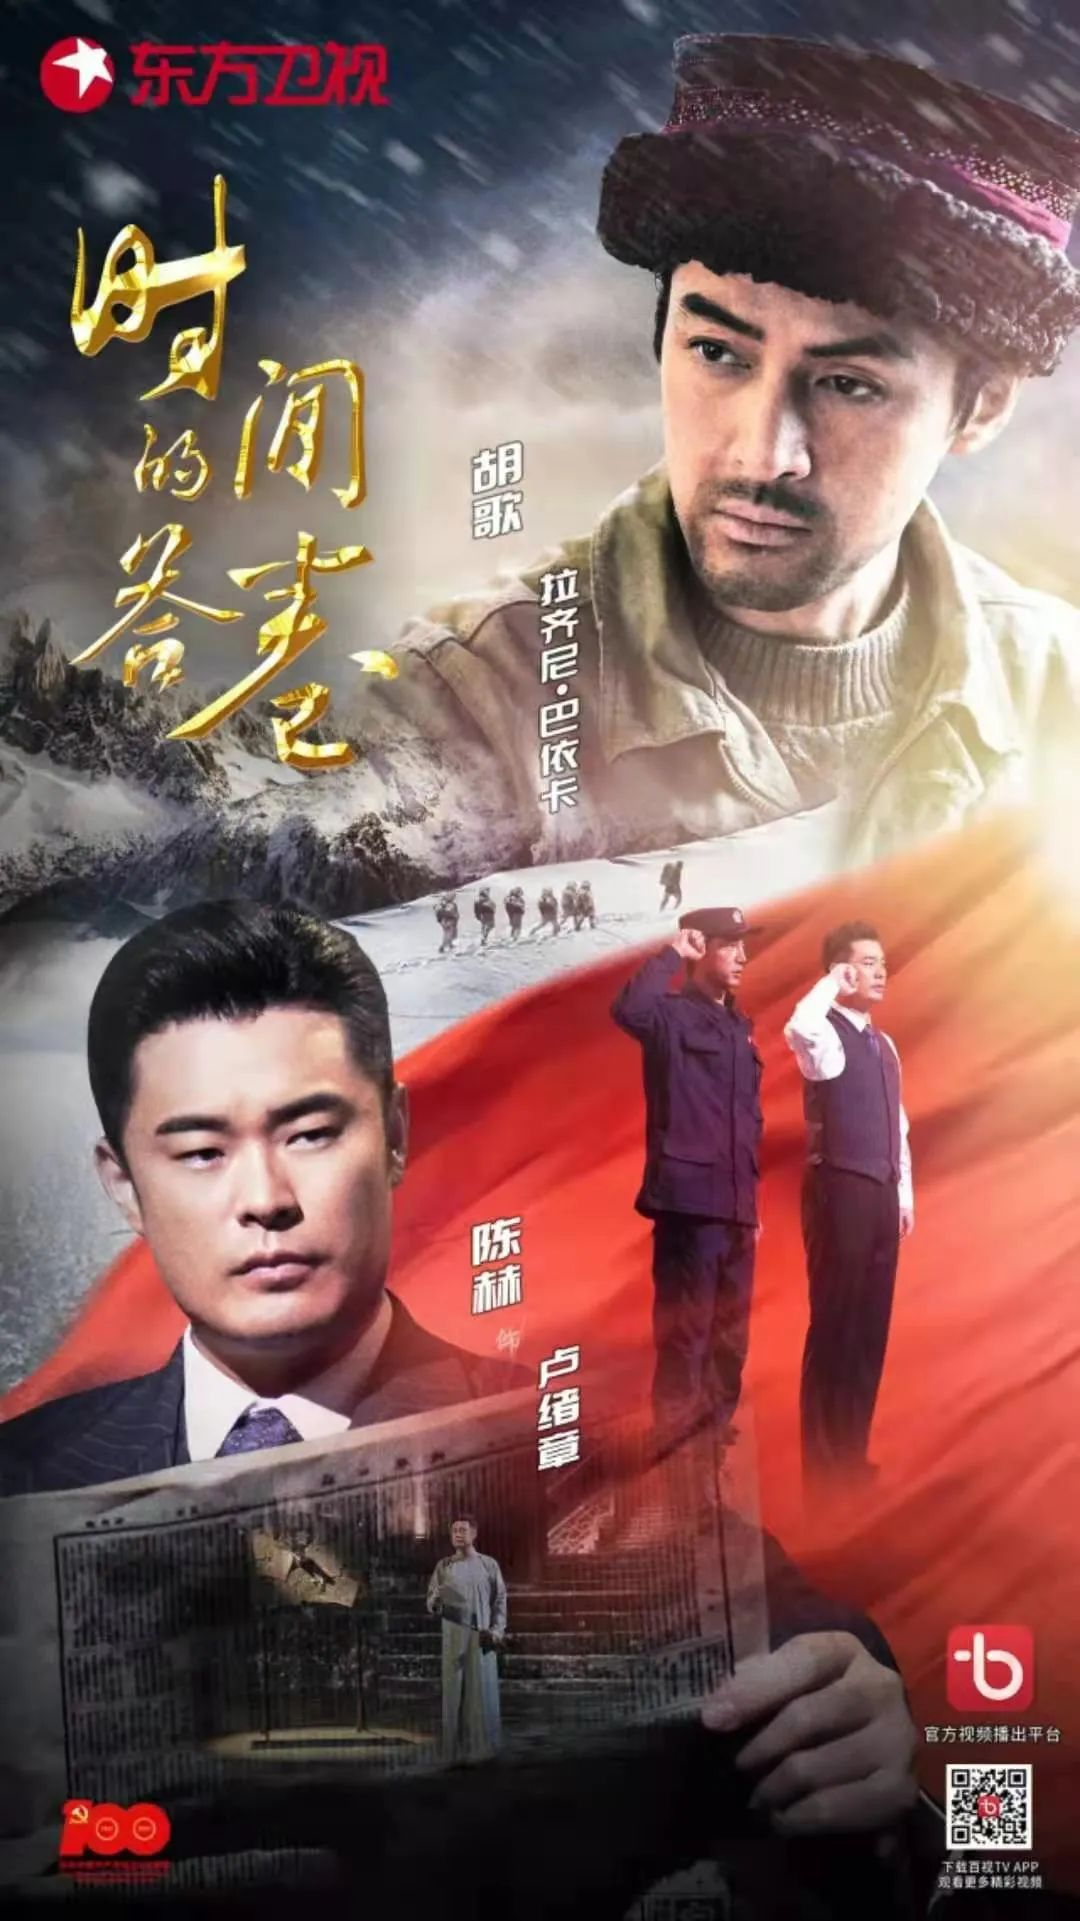 东方卫视
时间
的
答卷
胡歌
拉齐尼·巴依卡
陈赫
饰
卢绪章
官方视频播出平台
100
下载百视TV APP
观看更多精彩视频